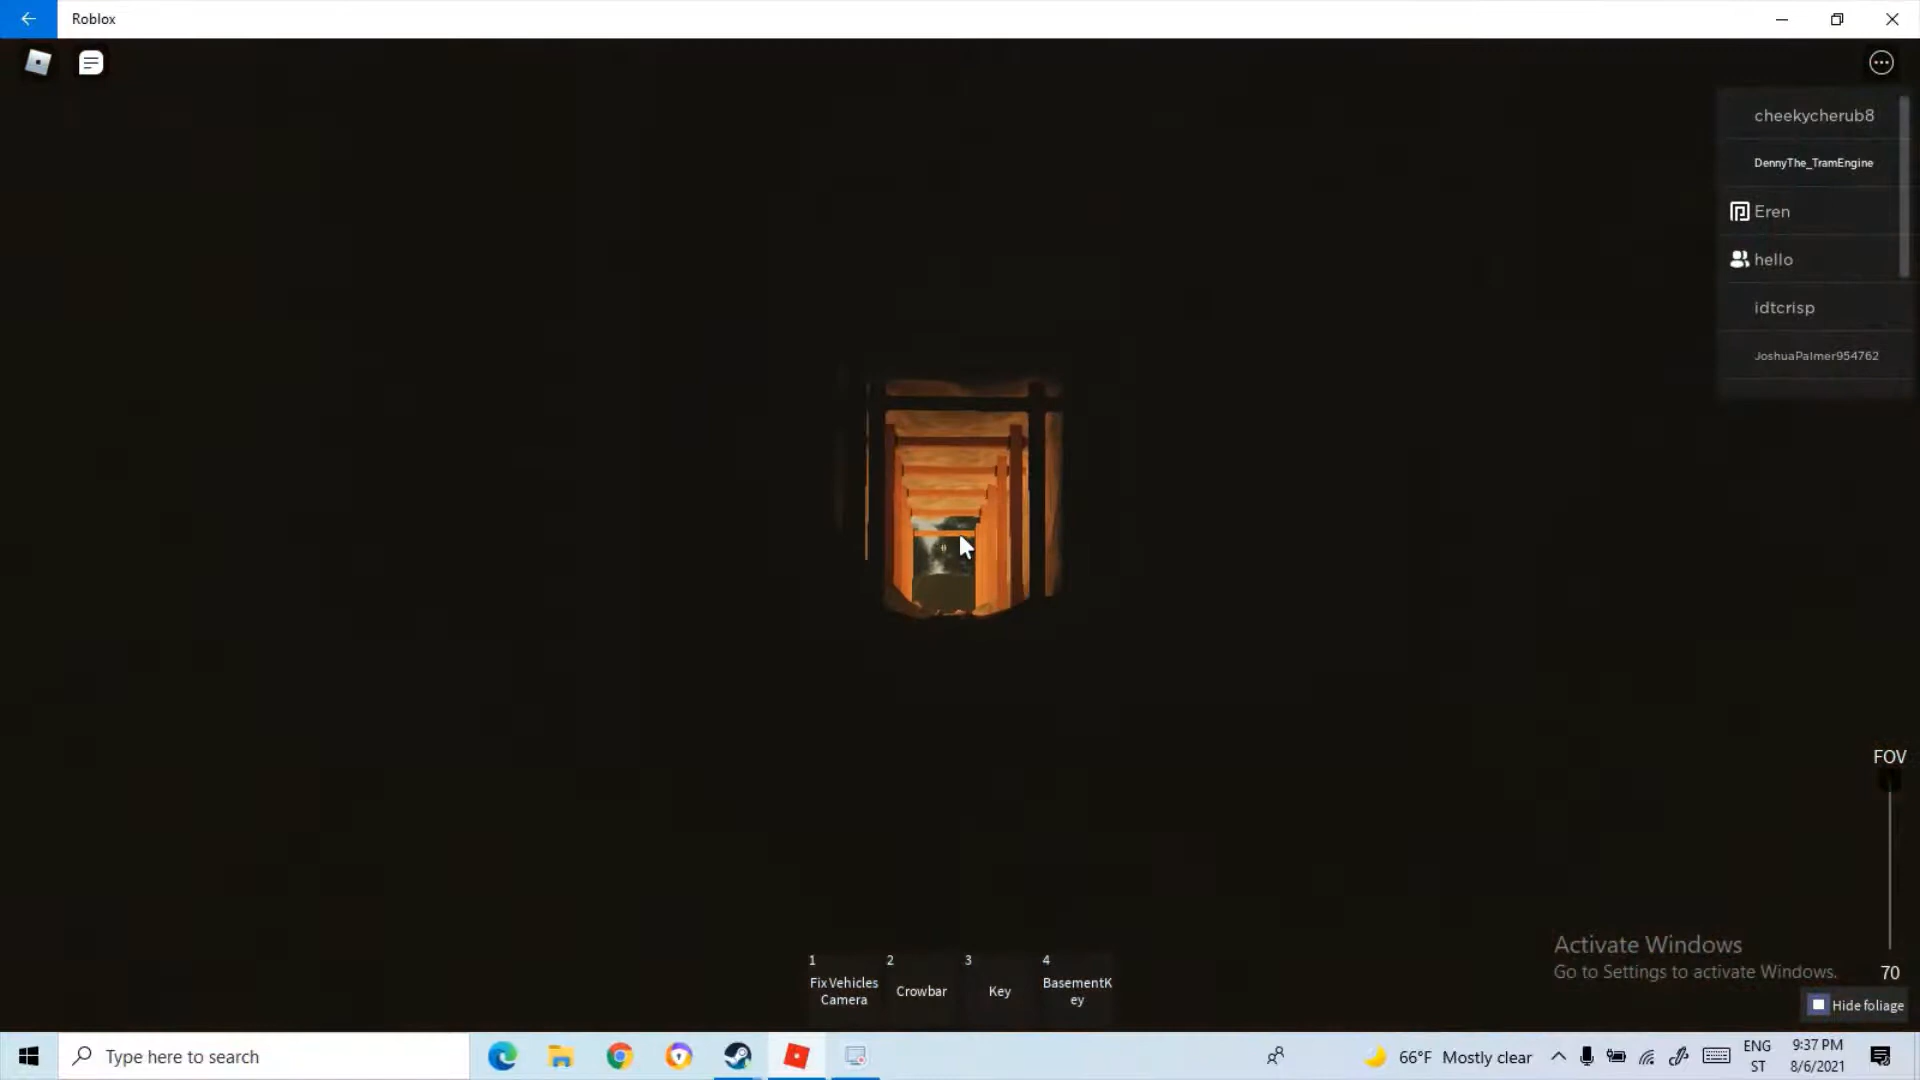 Roblox
cheekycherub8
DennyThe_TramEngine
Eren
hello
idtcrisp
JoshuaPalmer954762
FOV
70
Activate Windows
Go to Settings to activate Windows.
Hide foliage
1
Fix Vehicles
Camera
2
Crowbar
3
Key
4
BasementK
ey
Type here to search
66°F Mostly clear
ENG
ST
9:37 PM
8/6/2021